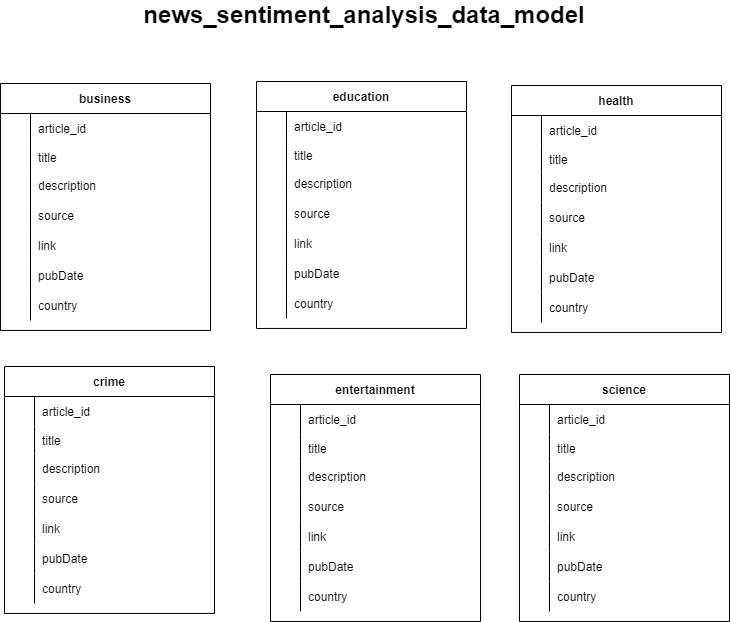 news_sentiment_analysis_data_model
business
article_id
title
description
source
link
pubDate
country
education
article_id
title
description
source
link
pubDate
country
health
article_id
title
description
source
link
pubDate
country
crime
article_id
title
description
source
link
pubDate
country
entertainment
article_id
title
description
source
link
pubDate
country
science
article_id
title
description
source
link
pubDate
country